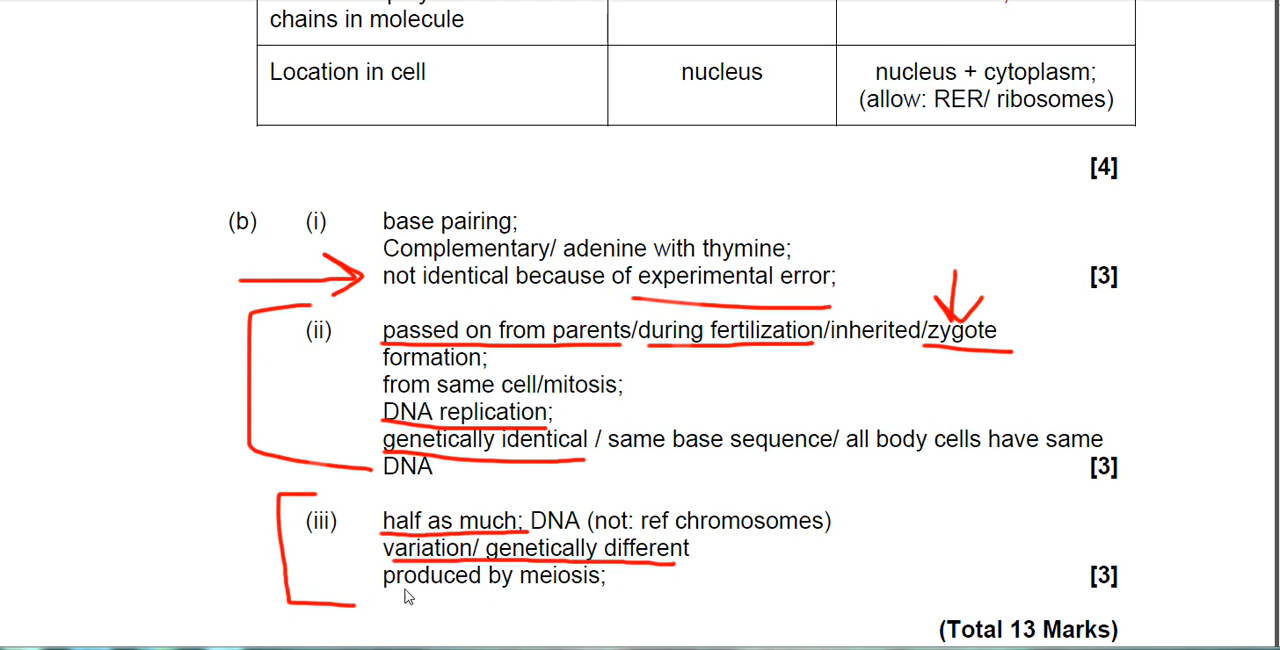 chains in molecule
Location in cell nucleus nucleus + cytoplasm;
(allow: RER/ ribosomes)
[4]
(b) (i) base pairing;
Complementary/ adenine with thymine;
not identical because of experimental error; [3]
(ii) passed on from parents/during fertilization/inherited/zygote
formation;
from same cell/mitosis;
DNA replication;
genetically identical / same base sequence/ all body cells have same
DNA [3]
(iii) half as much; DNA (not: ref chromosomes)
variation/ genetically different
produced by meiosis; [3]
(Total 13 Marks)